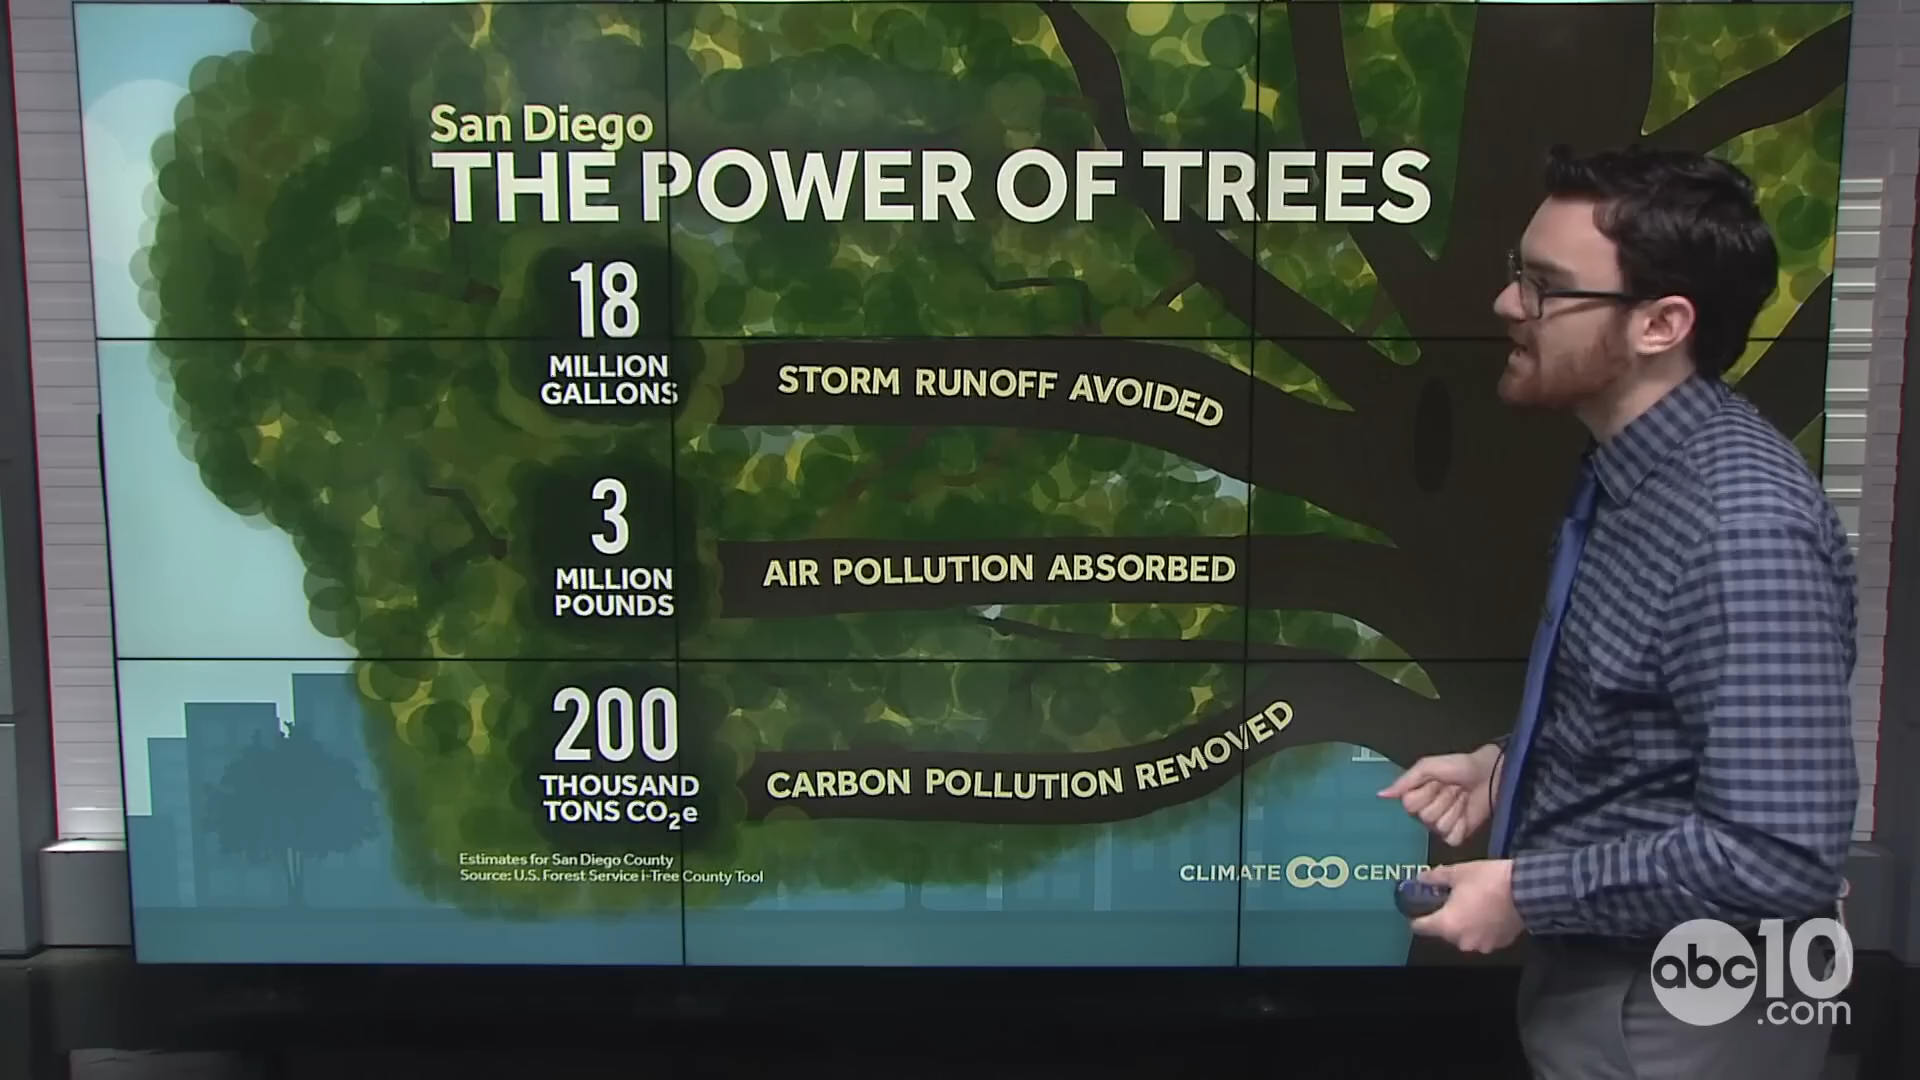 San Diego
THE POWER OF TREES
18
MILLION
GALLONS
STORM RUNOFF AVOIDED
3
MILLION
POUNDS
AIR POLLUTION ABSORBED
200
THOUSAND
TONS CO₂e
CARBON POLLUTION REMOVED
Estimates for San Diego County
Source: U.S. Forest Service i-Tree County Tool
CLIMATE CENTR
abc10
.com